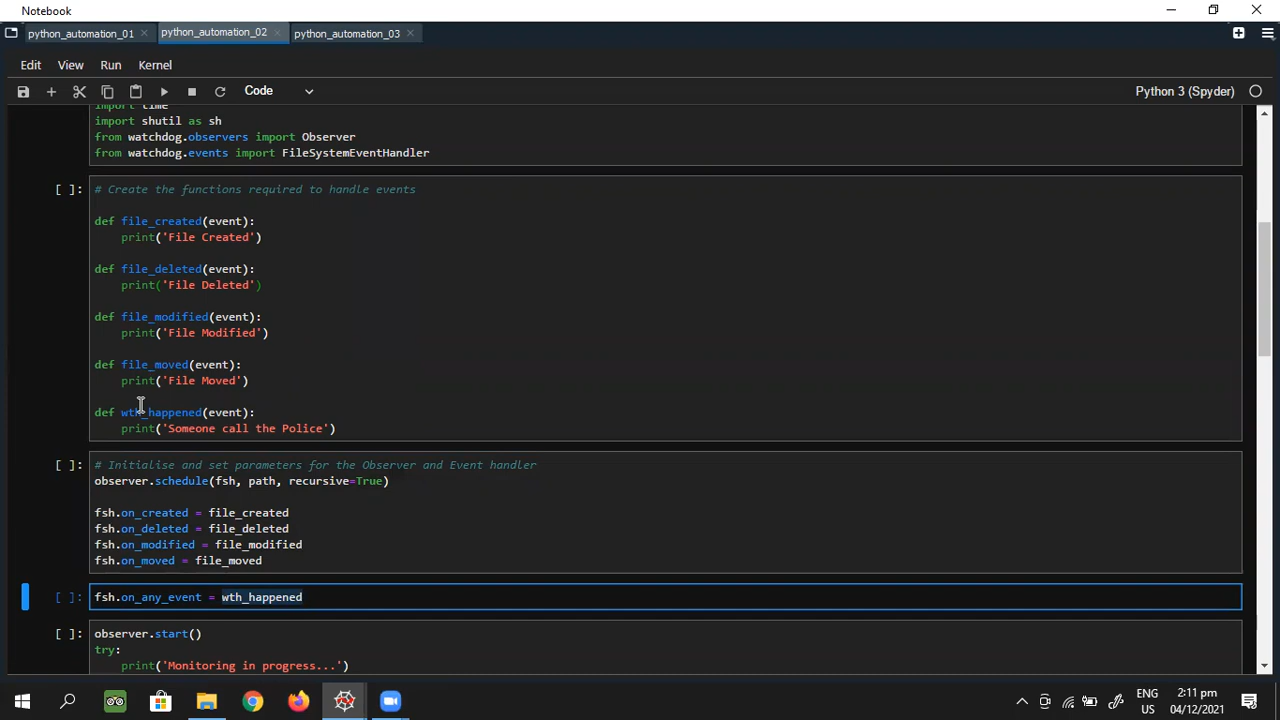 Notebook
python_automation_01
python_automation_02
python_automation_03
Edit View Run Kernel
Code
Python 3 (Spyder)
import time
import shutil as sh
from watchdog.observers import Observer
from watchdog.events import FileSystemEventHandler
[ ]:
# Create the functions required to handle events
def file_created(event):
print('File Created')
def file_deleted(event):
print('File Deleted')
def file_modified(event):
print('File Modified')
def file_moved(event):
print('File Moved')
def wth_happened(event):
print('Someone call the Police')
[ ]:
# Initialise and set parameters for the Observer and Event handler
observer.schedule(fsh, path, recursive=True)
fsh.on_created = file_created
fsh.on_deleted = file_deleted
fsh.on_modified = file_modified
fsh.on_moved = file_moved
[ ]:
fsh.on_any_event = wth_happened
[ ]:
observer.start()
try:
print('Monitoring in progress...')
ENG
US
2:11 pm
04/12/2021